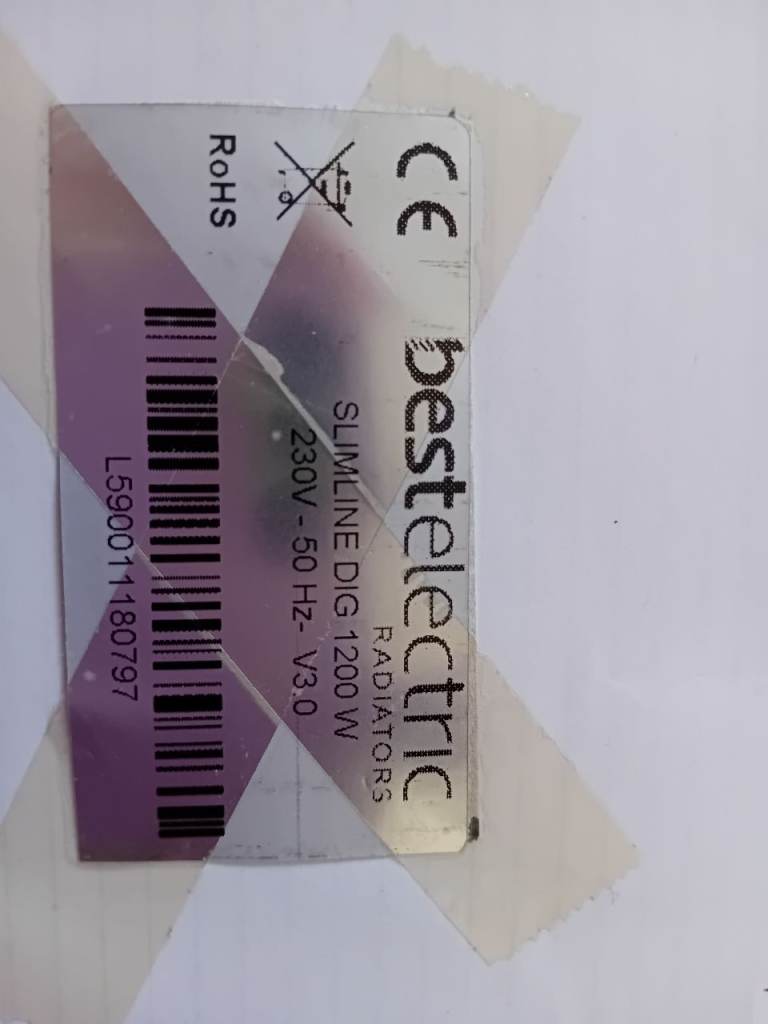 CE
bestelectric
RADIATORS
SLIMLINE DIG 1200 W
230V - 50 Hz- V3.0
RoHS
L590011180797